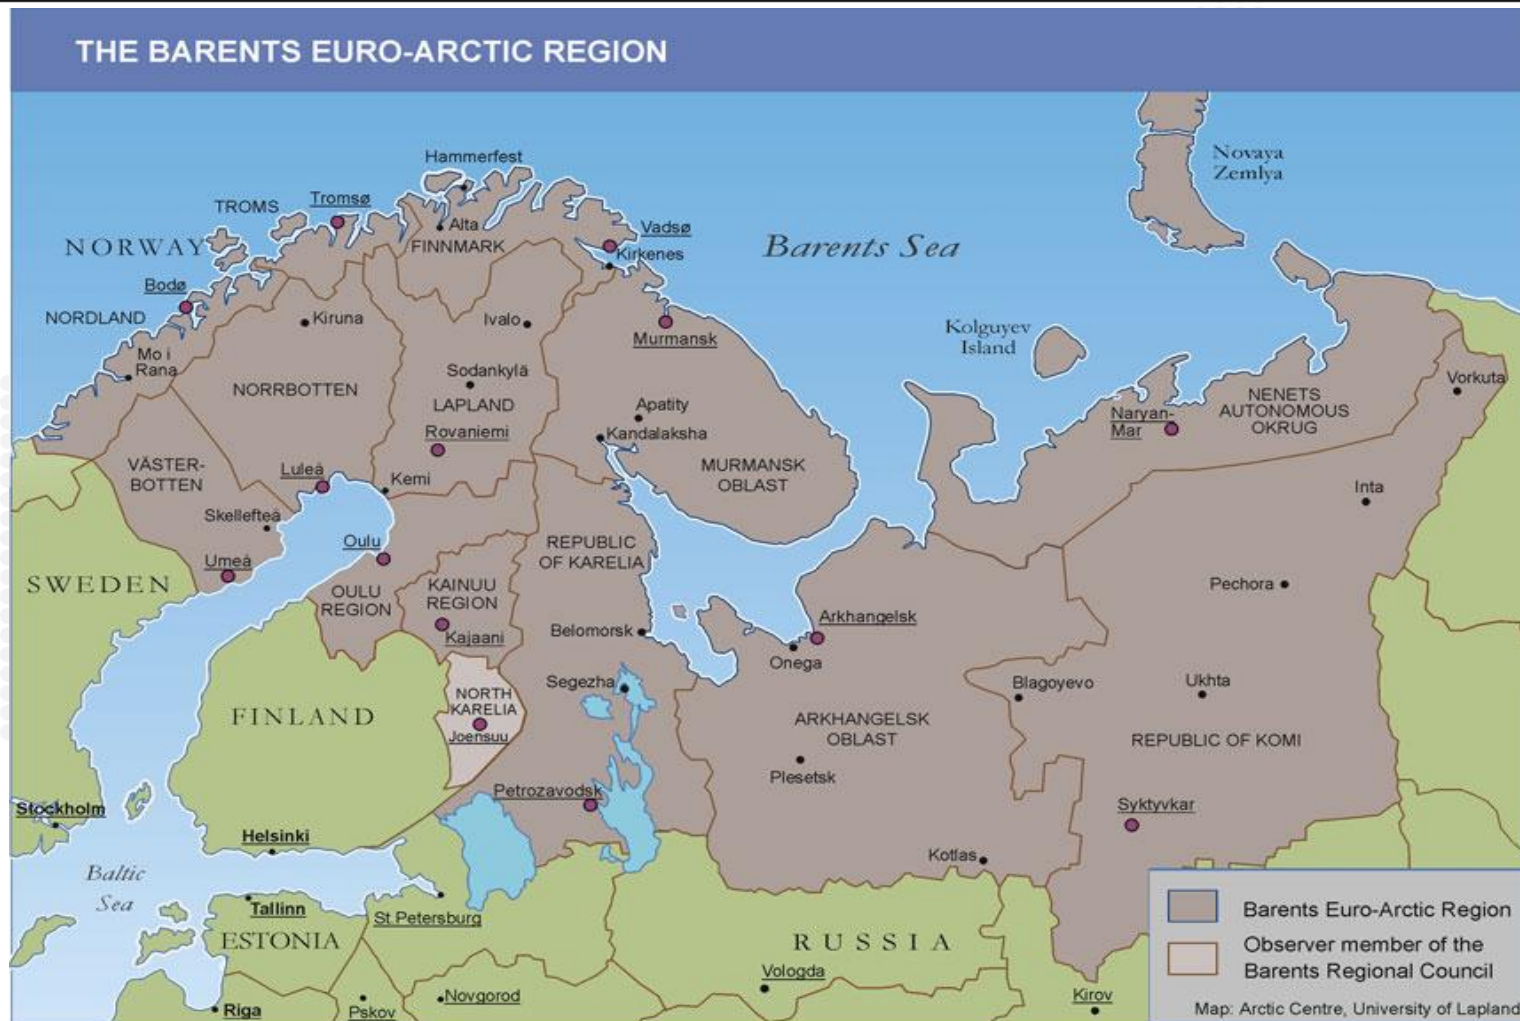 THE BARENTS EURO-ARCTIC REGION
Hammerfest
Novaya
Zemlya
TROMS
Tromsø
Alta
Vadsø
NORWAY
FINNMARK
Kirkenes
Barents Sea
Bodø
NORDLAND
Kiruna
Ivalo
Murmansk
Kolguyev
Island
Mo i
Rana
NORRBOTTEN
Sodankylä
LAPLAND
Rovaniemi
Apatity
Kandalaksha
Naryan-
Mar
NENETS
AUTONOMOUS
OKRUG
Vorkuta
VÄSTER-
BOTTEN
Luleå
Kemi
MURMANSK
OBLAST
Inta
Skellefteå
Umeå
Oulu
REPUBLIC
OF KARELIA
SWEDEN
OULU
REGION
KAINUU
REGION
Kajaani
Pechora
Belomorsk
Arkhangelsk
Onega
Segezha
Blagoyevo
Ukhta
FINLAND
NORTH
KARELIA
Joensuu
ARKHANGELSK
OBLAST
REPUBLIC OF KOMI
Plesetsk
Petrozavodsk
Syktyvkar
Stockholm
Helsinki
Kotlas
Baltic
Sea
Tallinn
St.Petersburg
ESTONIA
RUSSIA
Vologda
Riga
Pskov
Novgorod
Kirov
Barents Euro-Arctic Region
Observer member of the
Barents Regional Council
Map: Arctic Centre, University of Lapland